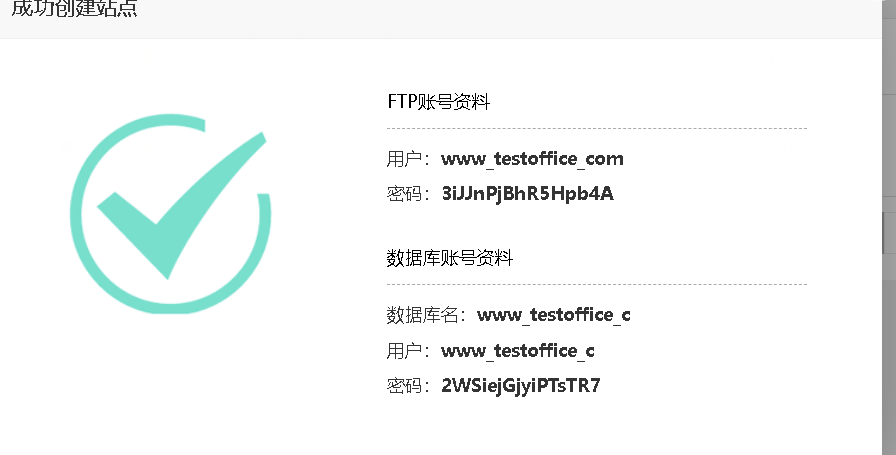 成功创建站点
FTP账号资料
用户：www_testoffice_com
密码：3iJJnPjBhR5Hpb4A
数据库账号资料
数据库名：www_testoffice_c
用户：www_testoffice_c
密码：2WSiejGjyiPTsTR7